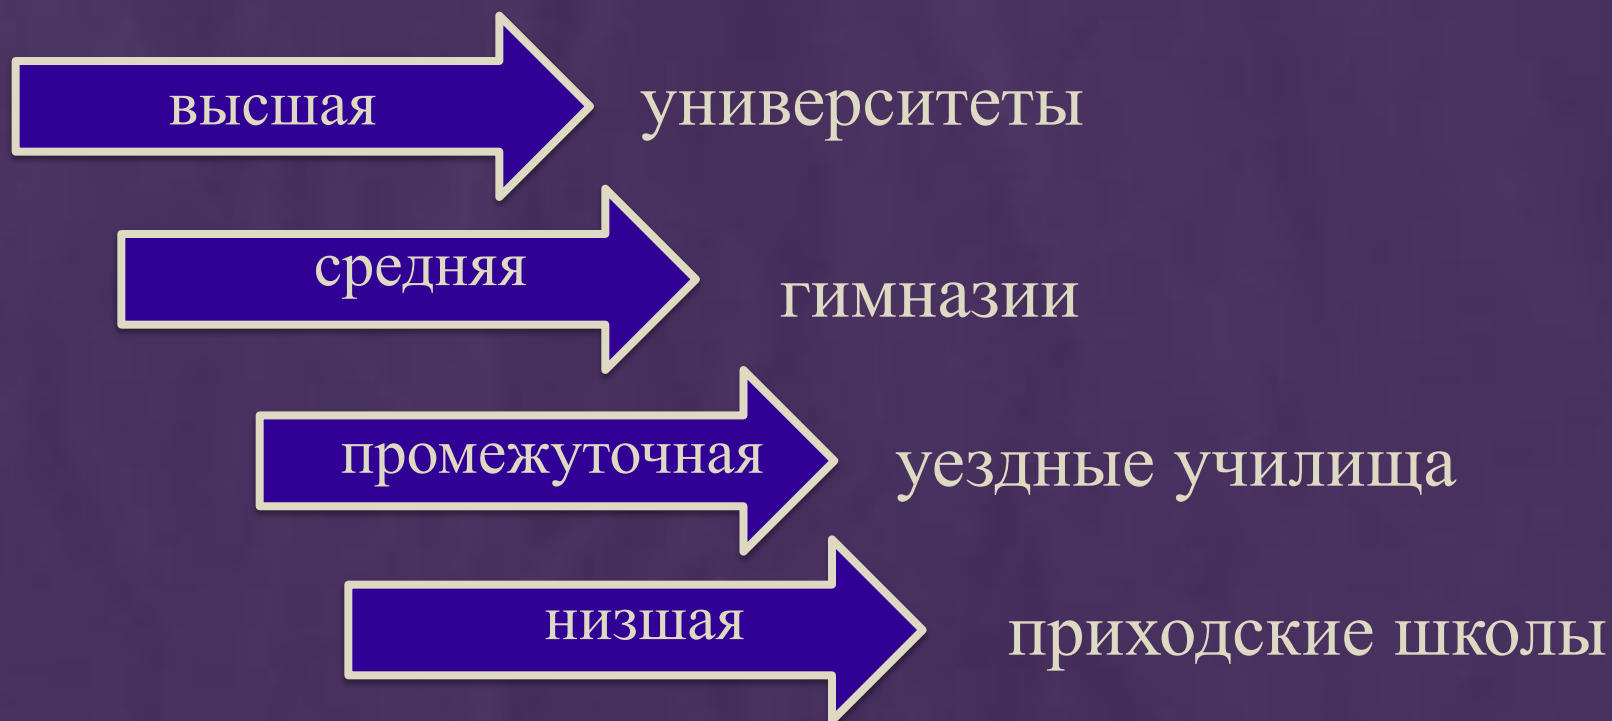 высшая
университеты
средняя
гимназии
промежуточная
уездные училища
низшая
приходские школы